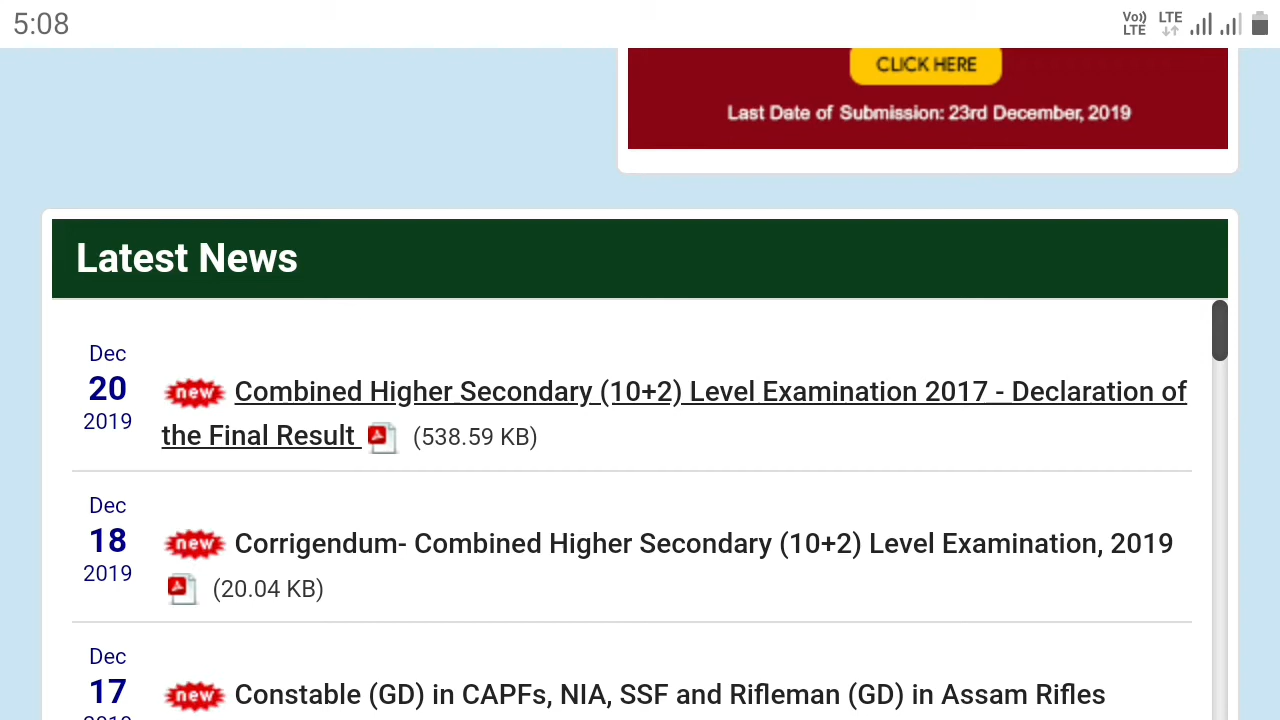 5:08
Vo)) LTE
LTE
CLICK HERE
Last Date of Submission: 23rd December, 2019
Latest News
Dec
20
2019
new Combined Higher Secondary (10+2) Level Examination 2017 - Declaration of
the Final Result (538.59 KB)
Dec
18
2019
new Corrigendum- Combined Higher Secondary (10+2) Level Examination, 2019
(20.04 KB)
Dec
17
new Constable (GD) in CAPFs, NIA, SSF and Rifleman (GD) in Assam Rifles